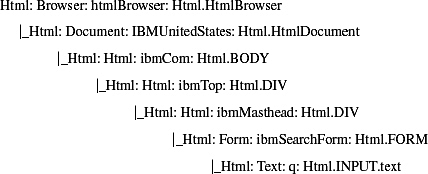 Html: Browser: htmlBrowser: Html.HtmlBrowser
|_Html: Document: IBMUnitedStates: Html.HtmlDocument
|_Html: Html: ibmCom: Html.BODY
|_Html: Html: ibmTop: Html.DIV
|_Html: Html: ibmMasthead: Html.DIV
|_Html: Form: ibmSearchForm: Html.FORM
|_Html: Text: q: Html.INPUT.text